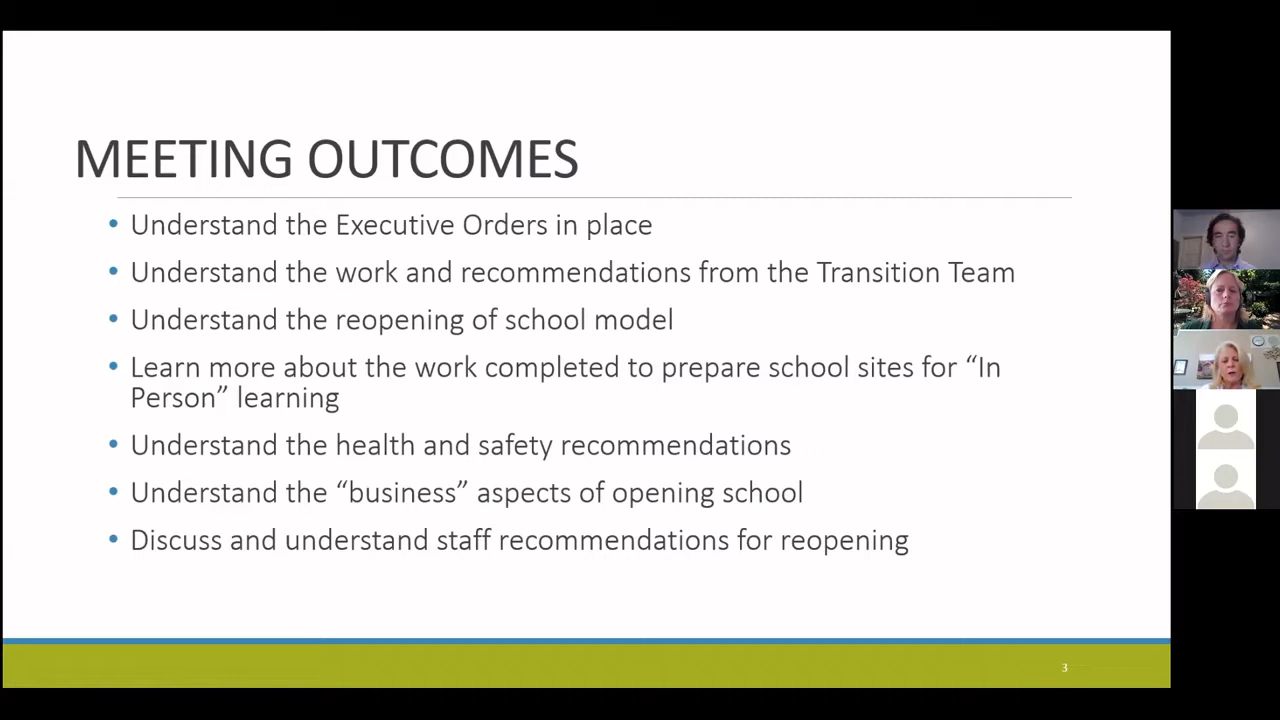 MEETING OUTCOMES
• Understand the Executive Orders in place
• Understand the work and recommendations from the Transition Team
• Understand the reopening of school model
• Learn more about the work completed to prepare school sites for “In
Person” learning
• Understand the health and safety recommendations
• Understand the “business” aspects of opening school
• Discuss and understand staff recommendations for reopening
3